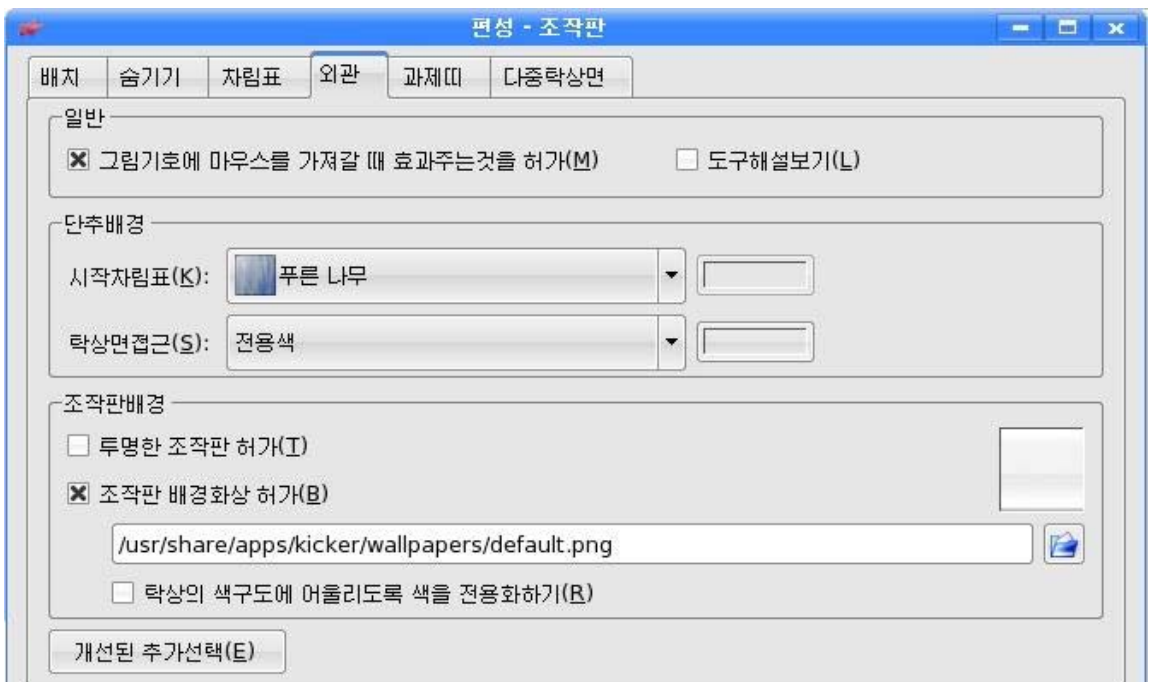 편성 - 조작판
배치 숨기기 차림표 외관 과제띠 다중탁상면
일반
그림기호에 마우스를 가져갈 때 효과주는것을 허가(M) 도구해설보기(L)
단추배경
시작차림표(K): 푸른 나무
탁상면접근(S): 전용색
조작판배경
투명한 조작판 허가(T)
조작판 배경화상 허가(B)
/usr/share/apps/kicker/wallpapers/default.png
탁상의 색구도에 어울리도록 색을 전용화하기(R)
개선된 추가선택(E)